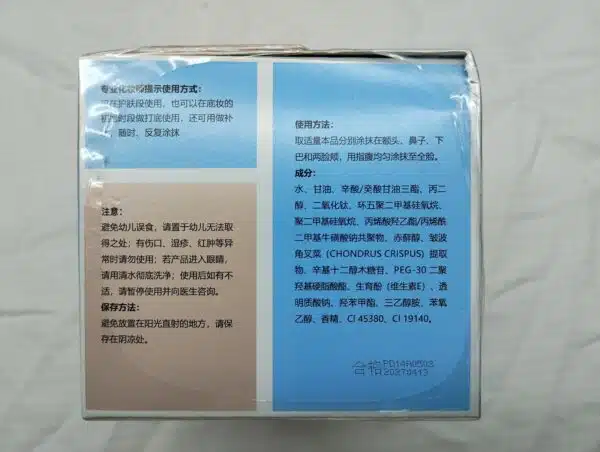 专业化妆师提示使用方式：
可在护肤段使用，也可以在底妆的
时段做打底使用，还可用做补
随时、反复涂抹
注意：
避免幼儿误食，请置于幼儿无法取
得之处；有伤口、湿疹、红肿等异
常时请勿使用；若产品进入眼睛，
请用清水彻底洗净；使用后如有不
适，请暂停使用并向医生咨询。
保存方法：
避免放置在阳光直射的地方，请保
存在阴凉处。
使用方法：
取适量本品分别涂抹在额头、鼻子、下
巴和两脸颊，用指腹均匀涂抹至全脸。
成分：
水、甘油、辛酸/癸酸甘油三酯、丙二
醇、二氧化钛、环五聚二甲基硅氧烷、
聚二甲基硅氧烷、丙烯酸羟乙酯/丙烯酰
二甲基牛磺酸钠共聚物、赤藓醇、皱波
角叉菜（CHONDRUS CRISPUS）提取
物、辛基十二醇木糖苷、PEG-30 二聚
羟基硬脂酸酯、生育酚（维生素E）、透
明质酸钠、羟苯甲酯、三乙醇胺、苯氧
乙醇、香精、CI 45380、CI 19140。
合格 PD14A0503
20270413